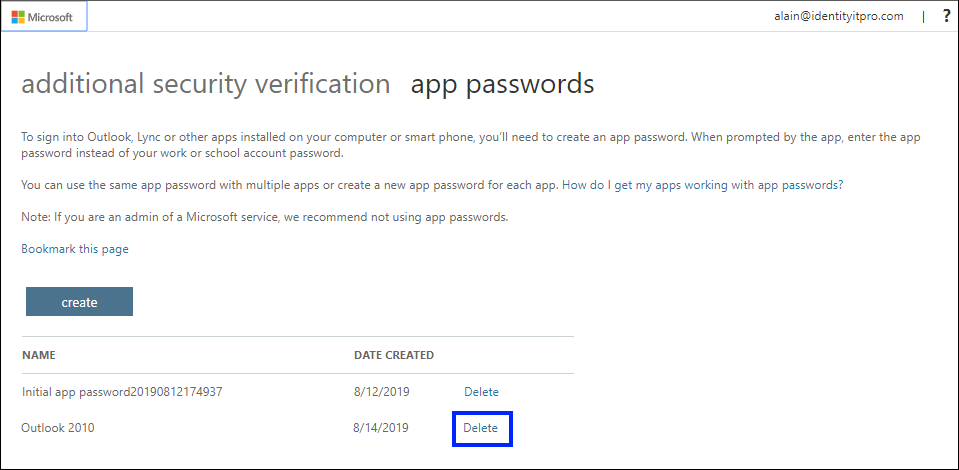 Microsoft
alain@identityitpro.com | ?
additional security verification app passwords
To sign into Outlook, Lync or other apps installed on your computer or smart phone, you'll need to create an app password. When prompted by the app, enter the app
password instead of your work or school account password.
You can use the same app password with multiple apps or create a new app password for each app. How do I get my apps working with app passwords?
Note: If you are an admin of a Microsoft service, we recommend not using app passwords.
Bookmark this page
create
NAME DATE CREATED
Initial app password20190812174937 8/12/2019 Delete
Outlook 2010 8/14/2019 Delete